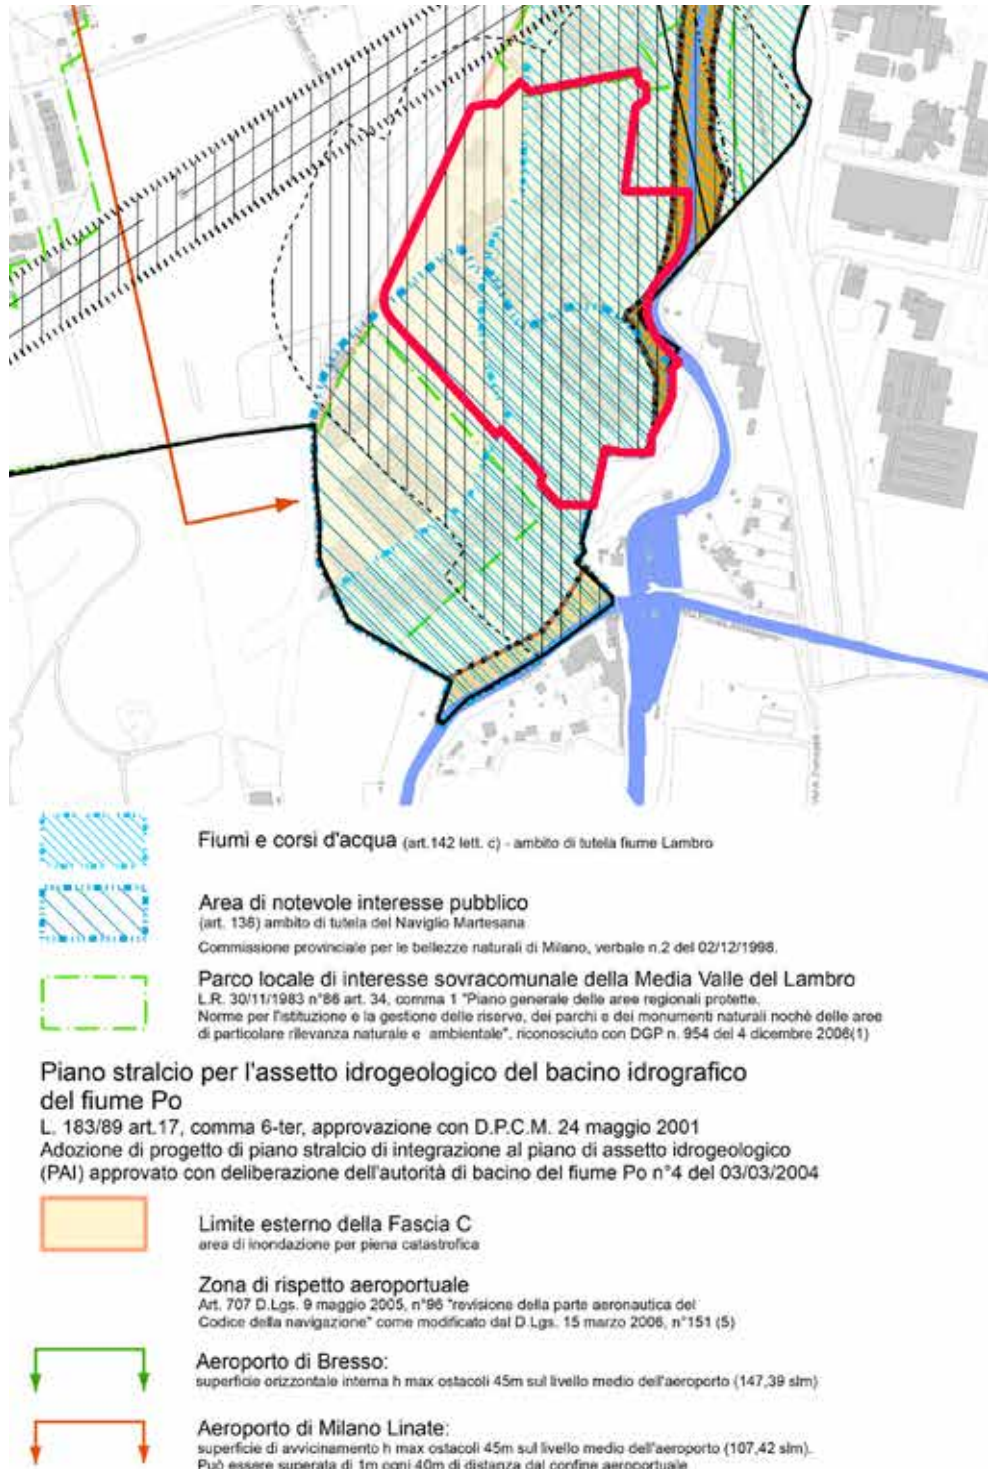 Fiumi e corsi d'acqua (art.142 lett. c) - ambito di tutela fiume Lambro
Area di notevole interesse pubblico
(art. 136) ambito di tutela del Naviglio Martesana
Commissione provinciale per le bellezze naturali di Milano, verbale n.2 del 02/12/1998.
Parco locale di interesse sovracomunale della Media Valle del Lambro
L.R. 30/11/1983 n°86 art. 34, comma 1 "Piano generale delle aree regionali protette.
Norme per l'istituzione e la gestione delle riserve, dei parchi e dei monumenti naturali nochè delle aree
di particolare rilevanza naturale e ambientale", riconosciuto con DGP n. 954 del 4 dicembre 2006(1)
Piano stralcio per l'assetto idrogeologico del bacino idrografico
del fiume Po
L. 183/89 art.17, comma 6-ter, approvazione con D.P.C.M. 24 maggio 2001
Adozione di progetto di piano stralcio di integrazione al piano di assetto idrogeologico
(PAI) approvato con deliberazione dell'autorità di bacino del fiume Po n°4 del 03/03/2004
Limite esterno della Fascia C
area di inondazione per piena catastrofica
Zona di rispetto aeroportuale
Art. 707 D.Lgs. 9 maggio 2005, n°96 "revisione della parte aeronautica del
Codice della navigazione" come modificato dal D.Lgs. 15 marzo 2006, n°151 (5)
Aeroporto di Bresso:
superficie orizzontale interna h max ostacoli 45m sul livello medio dell'aeroporto (147,39 slm)
Aeroporto di Milano Linate:
superficie di avvicinamento h max ostacoli 45m sul livello medio dell'aeroporto (107,42 slm).
Può essere superata di 1m ogni 40m di distanza dal confine aeroportuale